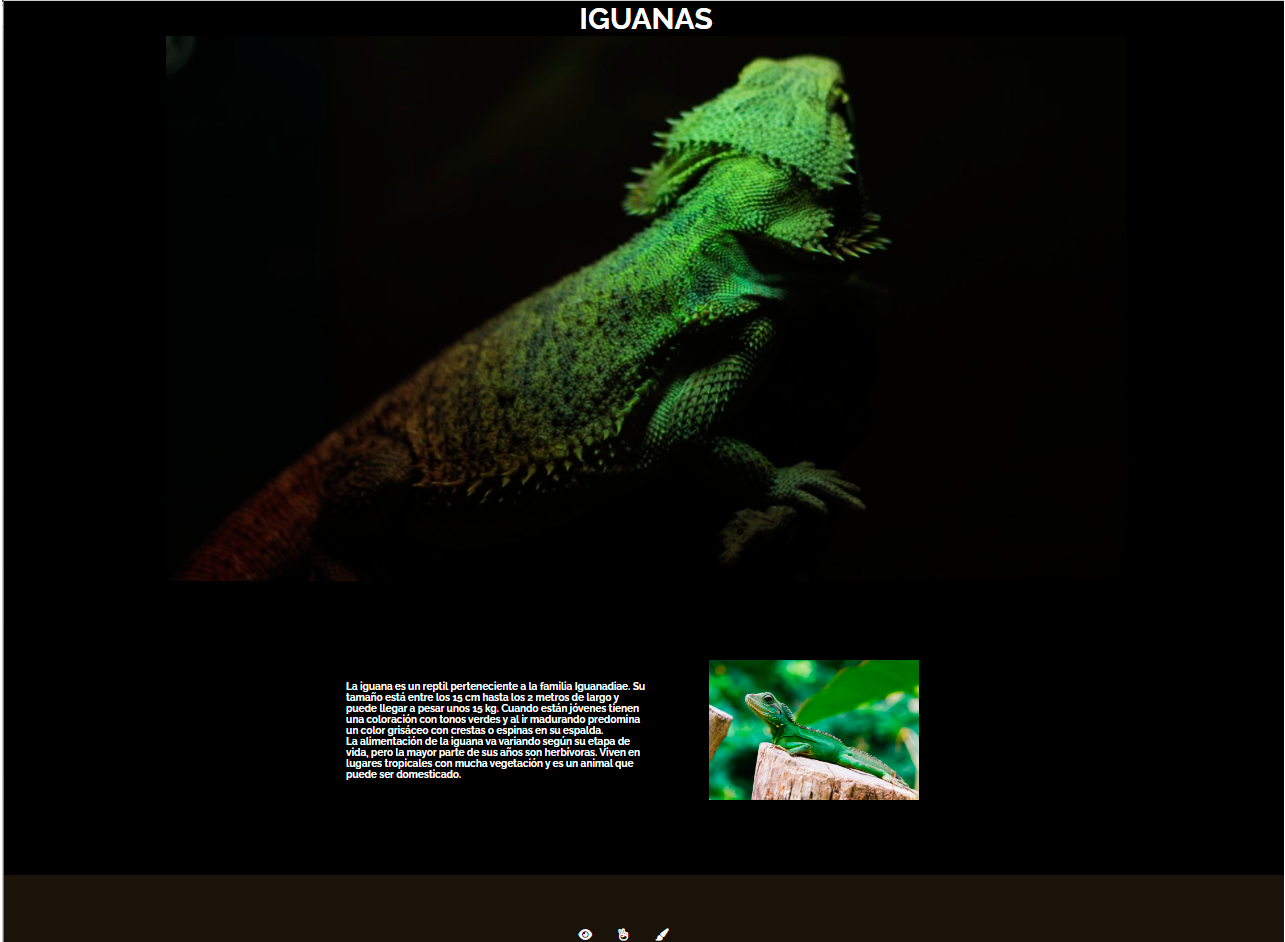 IGUANAS
La iguana es un reptil perteneciente a la familia Iguanadiae. Su
tamaño está entre los 15 cm hasta los 2 metros de largo y
puede llegar a pesar unos 15 kg. Cuando están jóvenes tienen
una coloración con tonos verdes y al ir madurando predomina
un color grisáceo con crestas o espinas en su espalda.
La alimentación de la iguana va variando según su etapa de
vida, pero la mayor parte de sus años son herbívoras. Viven en
lugares tropicales con mucha vegetación y es un animal que
puede ser domesticado.